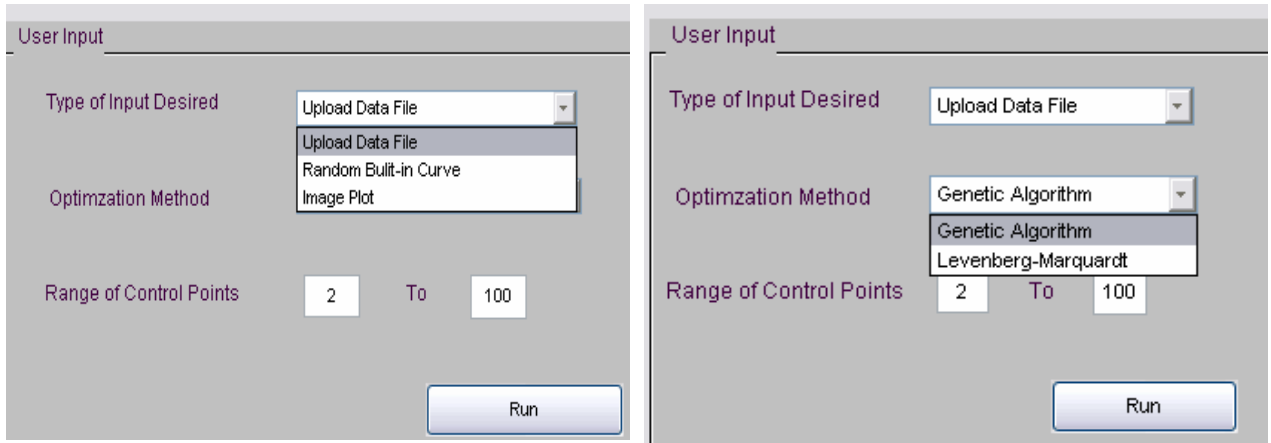 User Input
Type of Input Desired
Upload Data File
Upload Data File
Random Bulit-in Curve
Image Plot
Optimzation Method
Range of Control Points 2 To 100
Run
User Input
Type of Input Desired Upload Data File
Optimzation Method Genetic Algorithm
Genetic Algorithm
Levenberg-Marquardt
Range of Control Points 2 To 100
Run